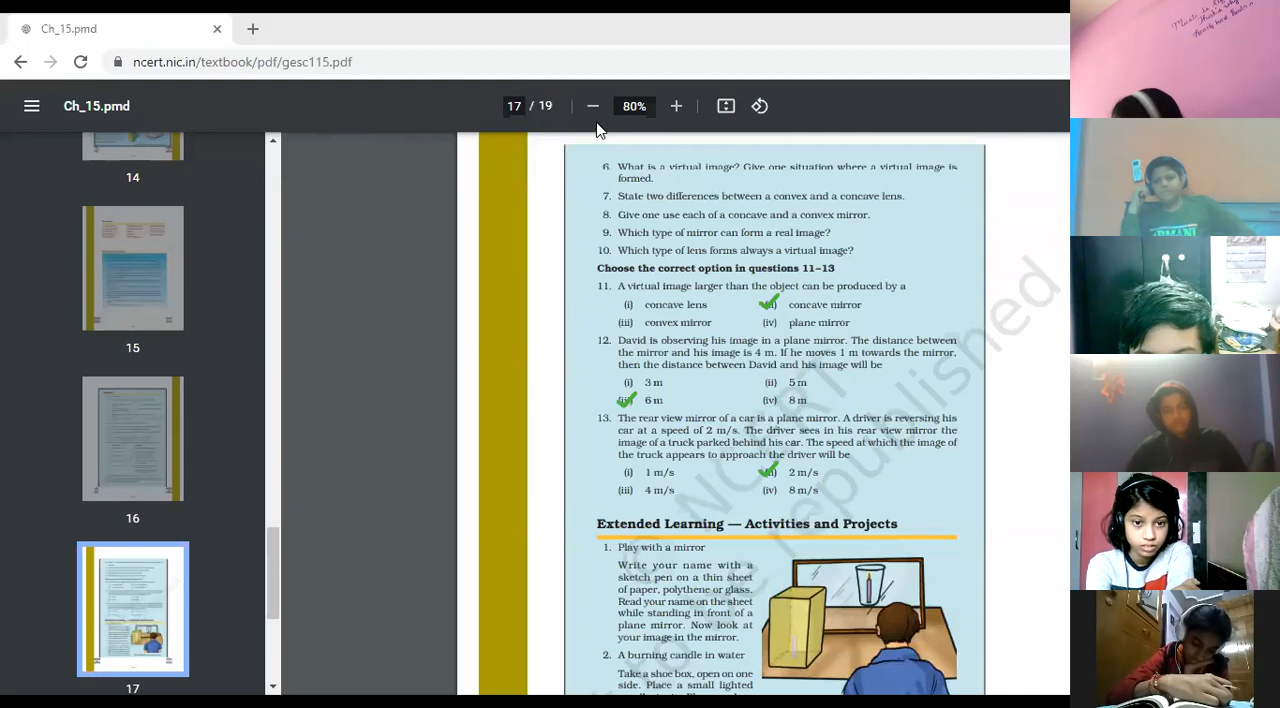 Ch_15.pmd
ncert.nic.in/textbook/pdf/gesc115.pdf
Ch_15.pmd
17 / 19
80%
14
15
16
17
6. What is a virtual image? Give one situation where a virtual image is
formed.
7. State two differences between a convex and a concave lens.
8. Give one use each of a concave and a convex mirror.
9. Which type of mirror can form a real image?
10. Which type of lens forms always a virtual image?
Choose the correct option in questions 11–13
11. A virtual image larger than the object can be produced by a
(i) concave lens
concave mirror
(iii) convex mirror
(iv) plane mirror
12. David is observing his image in a plane mirror. The distance between
the mirror and his image is 4 m. If he moves 1 m towards the mirror,
then the distance between David and his image will be
(i) 3 m
(ii) 5 m
6 m
(iv) 8 m
13. The rear view mirror of a car is a plane mirror. A driver is reversing his
car at a speed of 2 m/s. The driver sees in his rear view mirror the
image of a truck parked behind his car. The speed at which the image of
the truck appears to approach the driver will be
(i) 1 m/s
2 m/s
(iii) 4 m/s
(iv) 8 m/s
Extended Learning — Activities and Projects
1. Play with a mirror
Write your name with a
sketch pen on a thin sheet
of paper, polythene or glass.
Read your name on the sheet
while standing in front of a
plane mirror. Now look at
your image in the mirror.
2. A burning candle in water
Take a shoe box, open on one
side. Place a small lighted
NCERT
republished